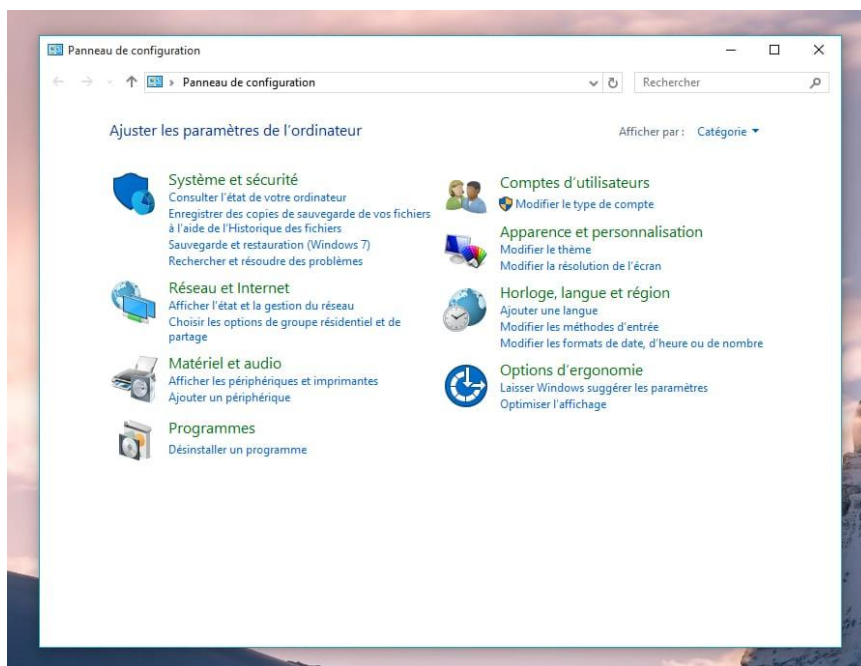 Panneau de configuration
Panneau de configuration
Rechercher
Ajuster les paramètres de l'ordinateur
Afficher par : Catégorie
Système et sécurité
Consulter l'état de votre ordinateur
Enregistrer des copies de sauvegarde de vos fichiers
à l'aide de l'Historique des fichiers
Sauvegarde et restauration (Windows 7)
Rechercher et résoudre des problèmes
Réseau et Internet
Afficher l'état et la gestion du réseau
Choisir les options de groupe résidentiel et de
partage
Matériel et audio
Afficher les périphériques et imprimantes
Ajouter un périphérique
Programmes
Désinstaller un programme
Comptes d'utilisateurs
Modifier le type de compte
Apparence et personnalisation
Modifier le thème
Modifier la résolution de l'écran
Horloge, langue et région
Ajouter une langue
Modifier les méthodes d'entrée
Modifier les formats de date, d'heure ou de nombre
Options d'ergonomie
Laisser Windows suggérer les paramètres
Optimiser l'affichage